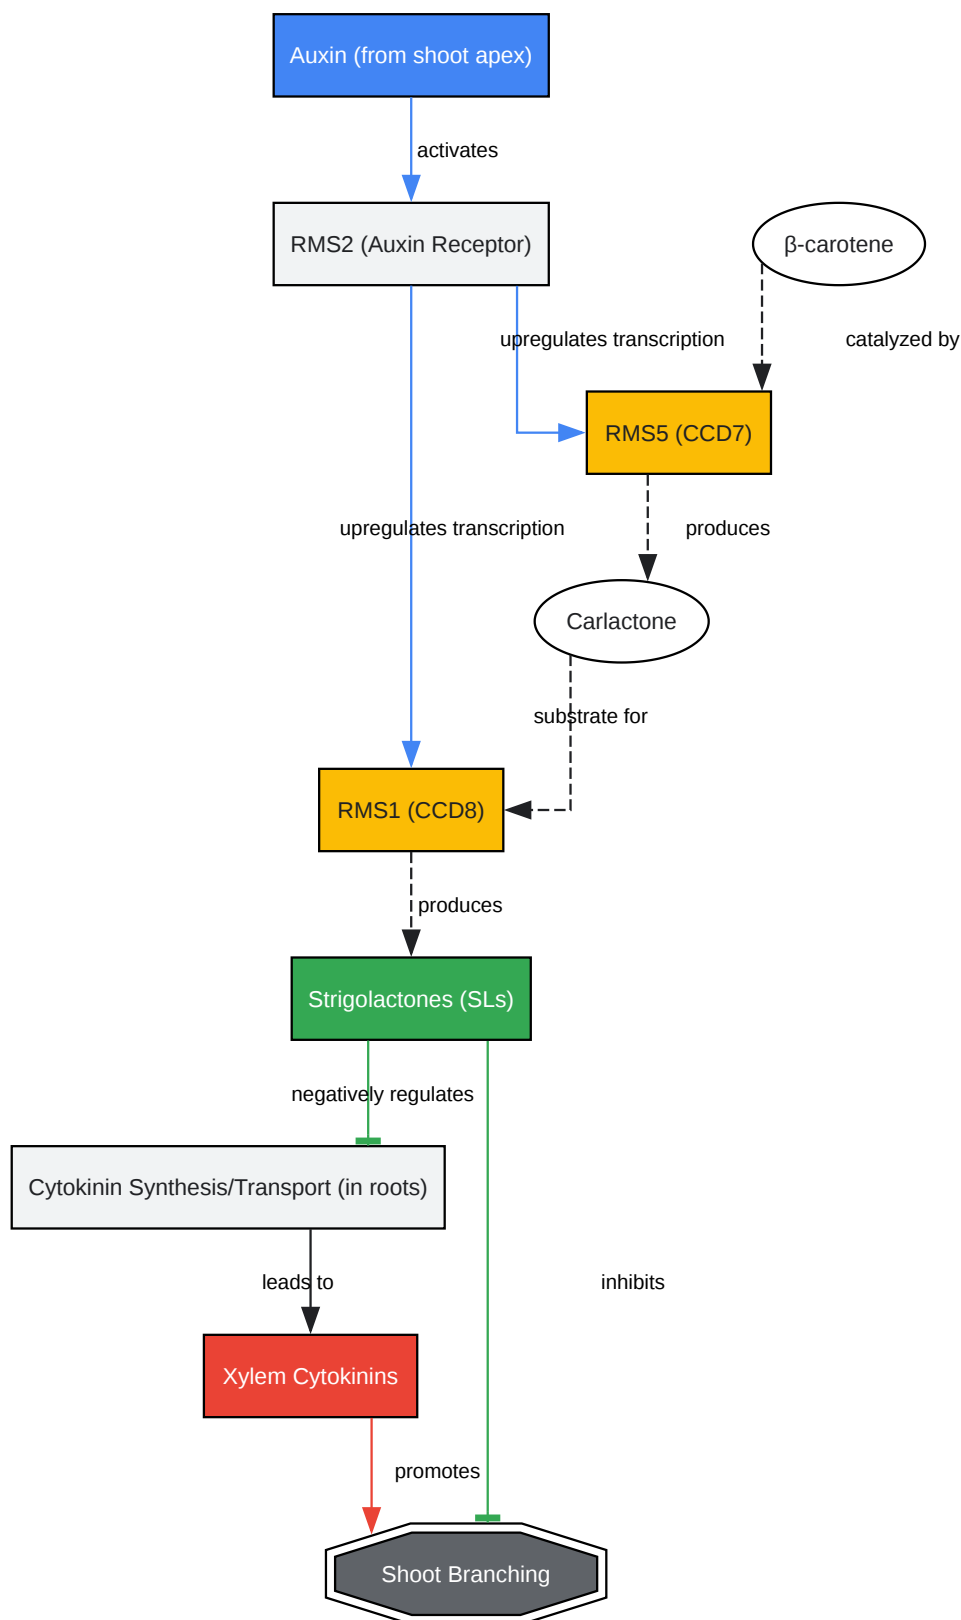 Auxin (from shoot apex)
activates
RMS2 (Auxin Receptor)
β-carotene
upregulates transcription
catalyzed by
RMS5 (CCD7)
upregulates transcription
produces
Carlactone
substrate for
RMS1 (CCD8)
produces
Strigolactones (SLs)
negatively regulates
Cytokinin Synthesis/Transport (in roots)
leads to
inhibits
Xylem Cytokinins
promotes
Shoot Branching